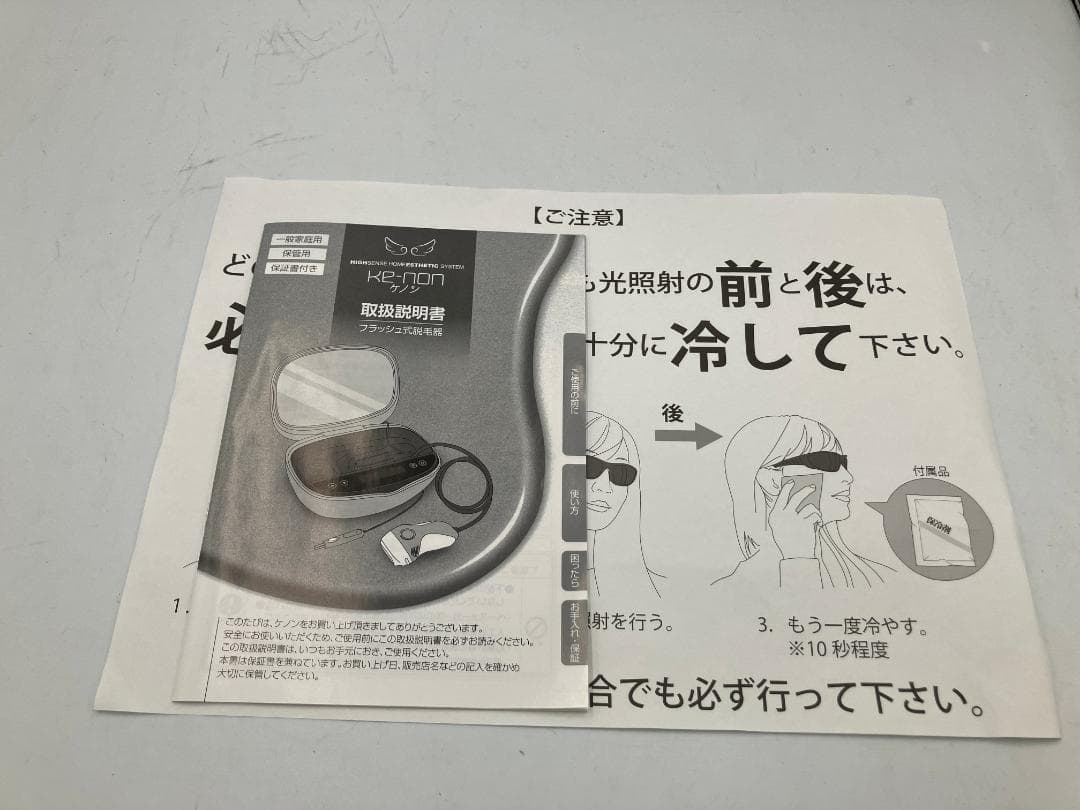 【ご注意】
ど
も光照射の前と後は、
必
十分に冷して下さい。
後
付属品
保冷剤
1.
射を行う。
3. もう一度冷やす。
※10 秒程度
合でも必ず行って下さい。
一般家庭用
保管用
保証書付き
HIGHSENSE HOMEESTHETIC SYSTEM
Ke-non
ケノン
取扱説明書
フラッシュ式脱毛器
ご使用の前に
使い方
困ったら
お手入れ・保証
このたびは、ケノンをお買い上げ頂きましてありがとうございます。
安全にお使いいただくため、ご使用前にこの取扱説明書を必ずお読みください。
この取扱説明書は、いつもお手元におき、ご使用ください。
本書は保証書を兼ねています。お買い上げ日、販売店名などの記入を確かめ
大切に保管してください。